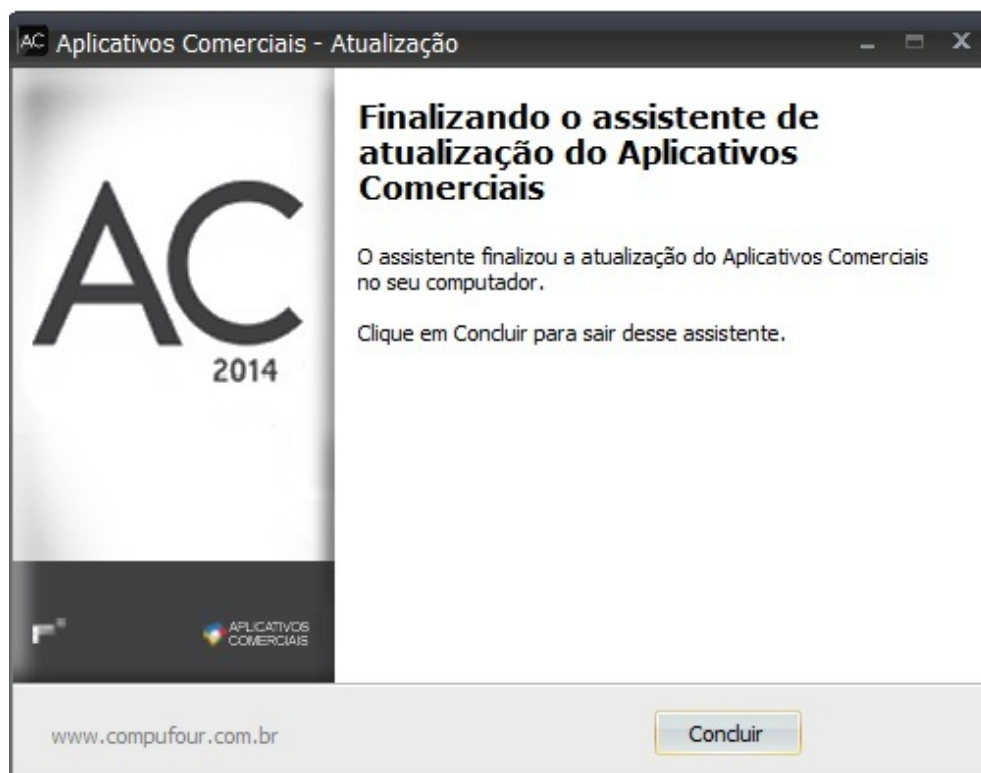 AC Aplicativos Comerciais - Atualização
AC
2014
APLICATIVOS
COMERCIAIS
Finalizando o assistente de
atualização do Aplicativos
Comerciais
O assistente finalizou a atualização do Aplicativos Comerciais
no seu computador.
Clique em Concluir para sair desse assistente.
www.compufour.com.br
Concluir